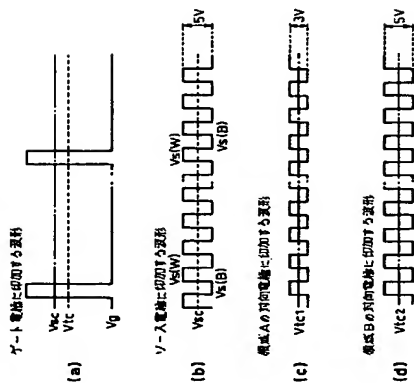 ゲート電極に印加する波形
Vsc
Vtc
Vg
(a)
ソース電極に印加する波形
Vs(W)
Vs(W)
Vsc
5V
Vs(B)
Vs(B)
(b)
構成Aの対向電極に印加する波形
Vtc1
3V
(c)
構成Bの対向電極に印加する波形
Vtc2
5V
(d)